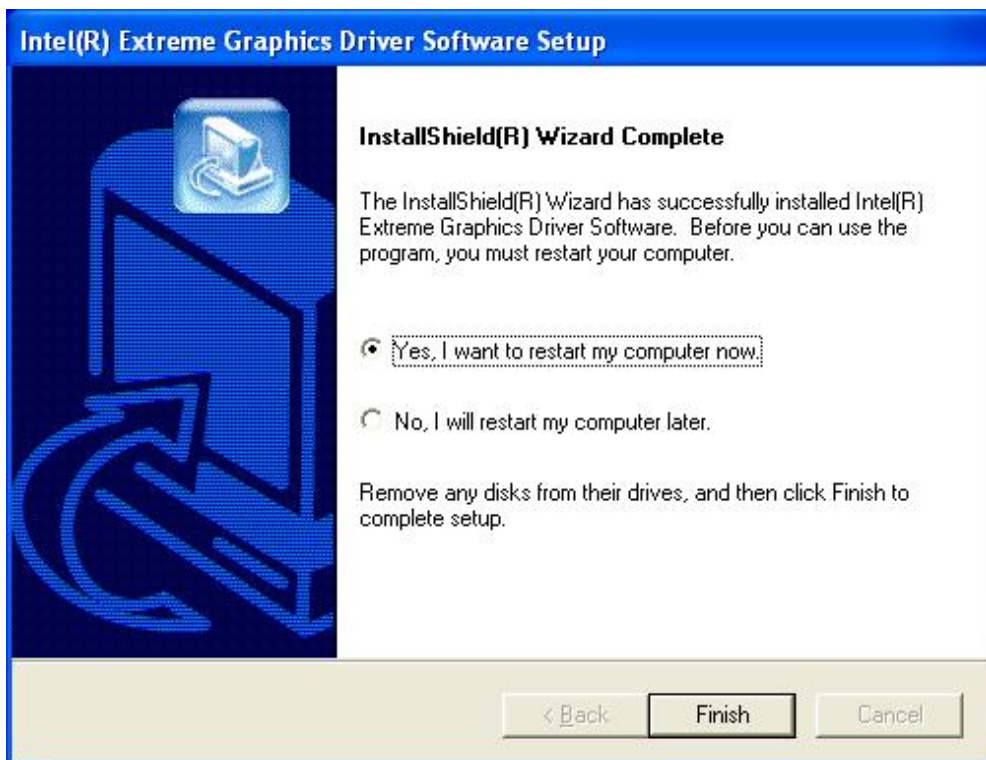 Intel(R) Extreme Graphics Driver Software Setup
InstallShield(R) Wizard Complete
The InstallShield(R) Wizard has successfully installed Intel(R)
Extreme Graphics Driver Software.  Before you can use the
program, you must restart your computer.
Yes, I want to restart my computer now.
No, I will restart my computer later.
Remove any disks from their drives, and then click Finish to
complete setup.
< Back Finish Cancel